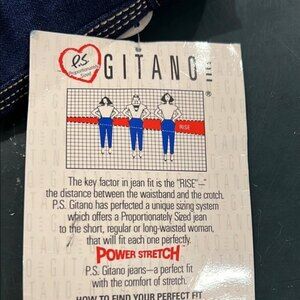 P.S.
Proportionately
Sized
GITANO
®
RISE
The key factor in jean fit is the "RISE"—
the distance between the waistband and the crotch.
P.S. Gitano has perfected a unique sizing system
which offers a Proportionately Sized jean
to the short, regular or long-waisted woman,
that will fit each one perfectly.
POWER STRETCH
P.S. Gitano jeans—a perfect fit
with the comfort of stretch.
HOW TO FIND YOUR PERFECT FIT